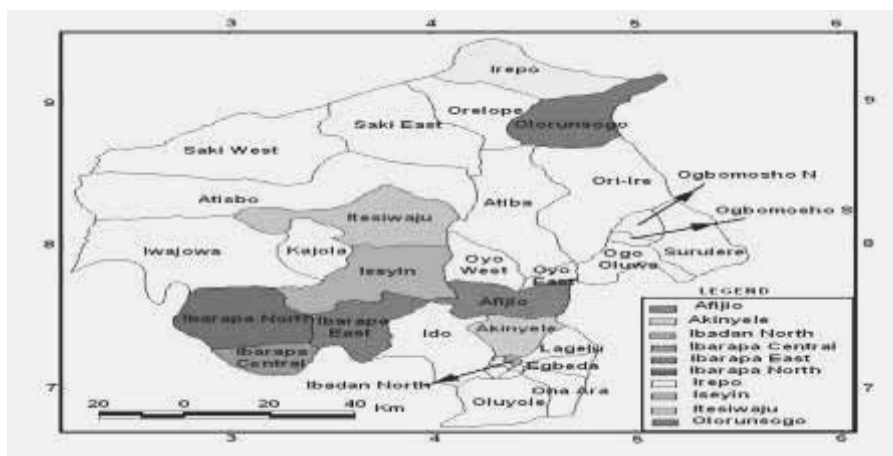 3 4 5 6
Irepo
9 9
Orelope
Saki East
Olorunsogo
Saki West
Ogbomosho N
Ori-Ire
Atisbo
Atiba
Ogbomosho S
Itesiwaju
8 8
Iwajowa
Kajola
Oyo
West
Ogo
Oluwa
Surulere
Iseyin
Oyo
East
LEGEND
Afijio
Ibarapa North
Ibarapa
East
Ido
Akinyele
Ibarapa
Central
Lagelu
Egbeda
7 7
Ibadan North
Ona Ara
Oluyole
20 0 20 40
Km
Afijio
Akinyele
Ibadan North
Ibarapa Central
Ibarapa East
Ibarapa North
Irepo
Iseyin
Itesiwaju
Olorunsogo
3 4 5 6